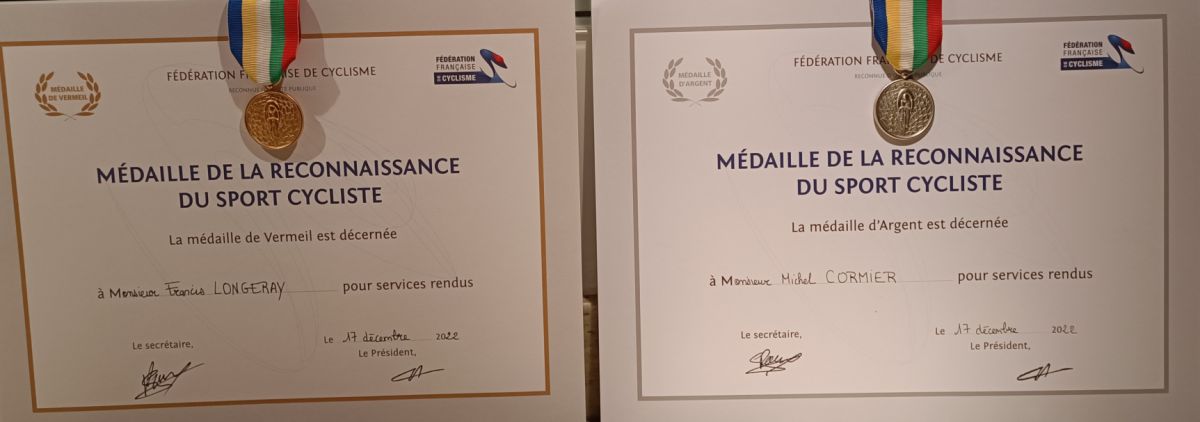 MÉDAILLE
DE VERMEIL
FÉDÉRATION FRANÇAISE DE CYCLISME
FÉDÉRATION
FRANÇAISE
DE CYCLISME
MÉDAILLE DE LA RECONNAISSANCE
DU SPORT CYCLISTE
La médaille de Vermeil est décernée
à Monsieur Francis LONGERAY pour services rendus
Le 17 décembre 2022
Le secrétaire,
Le Président,
MÉDAILLE
D'ARGENT
FÉDÉRATION FRA DE CYCLISME
FÉDÉRATION
FRANÇAISE
DE CYCLISME
MÉDAILLE DE LA RECONNAISSANCE
DU SPORT CYCLISTE
La médaille d'Argent est décernée
à Monsieur Michel CORMIER pour services rendus
Le 17 décembre 2022
Le secrétaire,
Le Président,